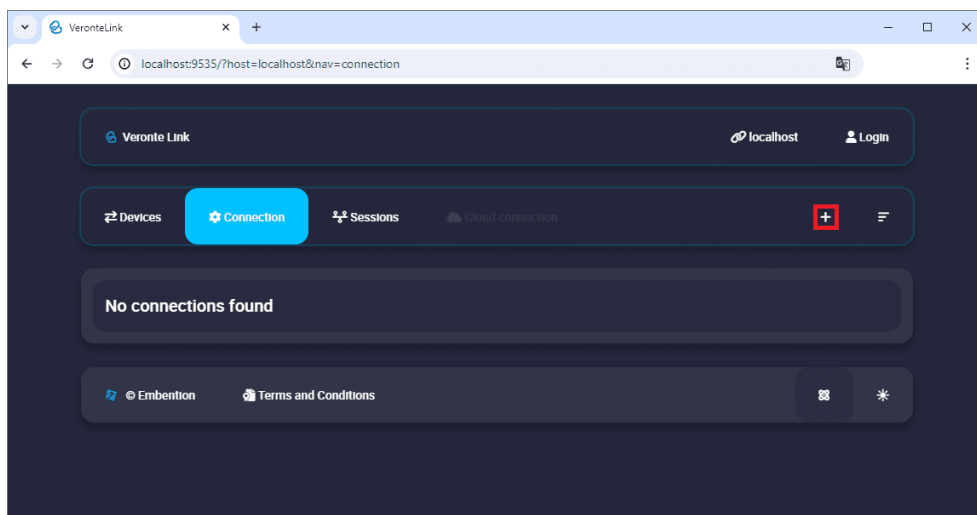 VeronteLink
localhost:9535/?host=localhost&nav=connection
Veronte Link localhost Login
Devices Connection Sessions Cloud connection
No connections found
© Embention Terms and Conditions